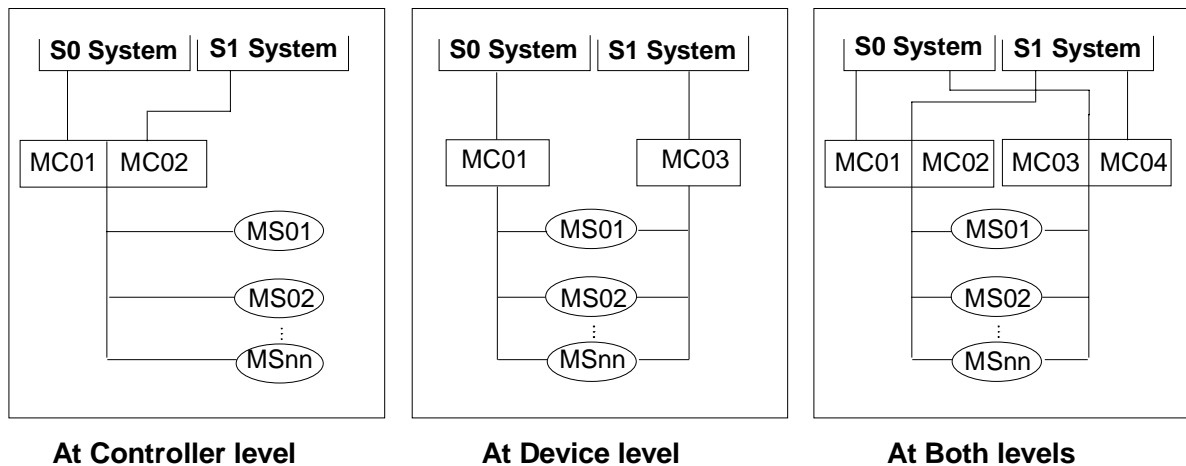 S0 System S1 System
MC01 MC02
MS01
MS02
MSnn
At Controller level
S0 System S1 System
MC01 MC03
MS01
MS02
MSnn
At Device level
S0 System S1 System
MC01 MC02 MC03 MC04
MS01
MS02
MSnn
At Both levels